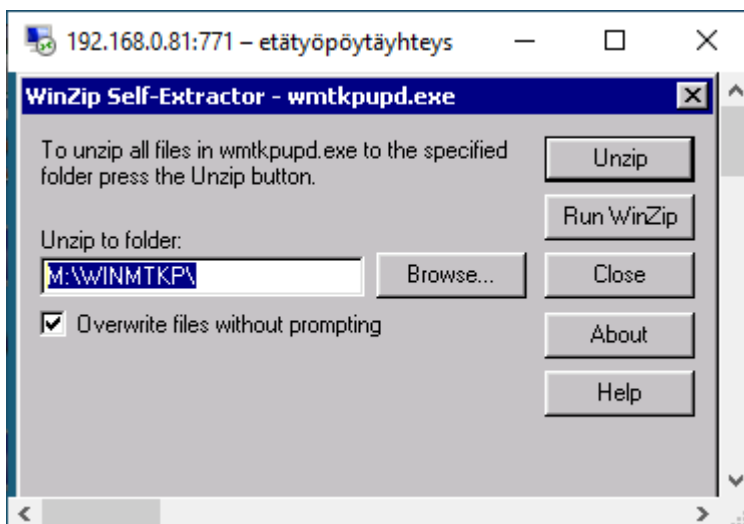 192.168.0.81:771 – etätyöpöytäyhteys
WinZip Self-Extractor - wmtkpupd.exe
To unzip all files in wmtkpupd.exe to the specified
folder press the Unzip button.
Unzip to folder:
M:\WINMTKP\
Browse...
Overwrite files without prompting
Unzip
Run WinZip
Close
About
Help